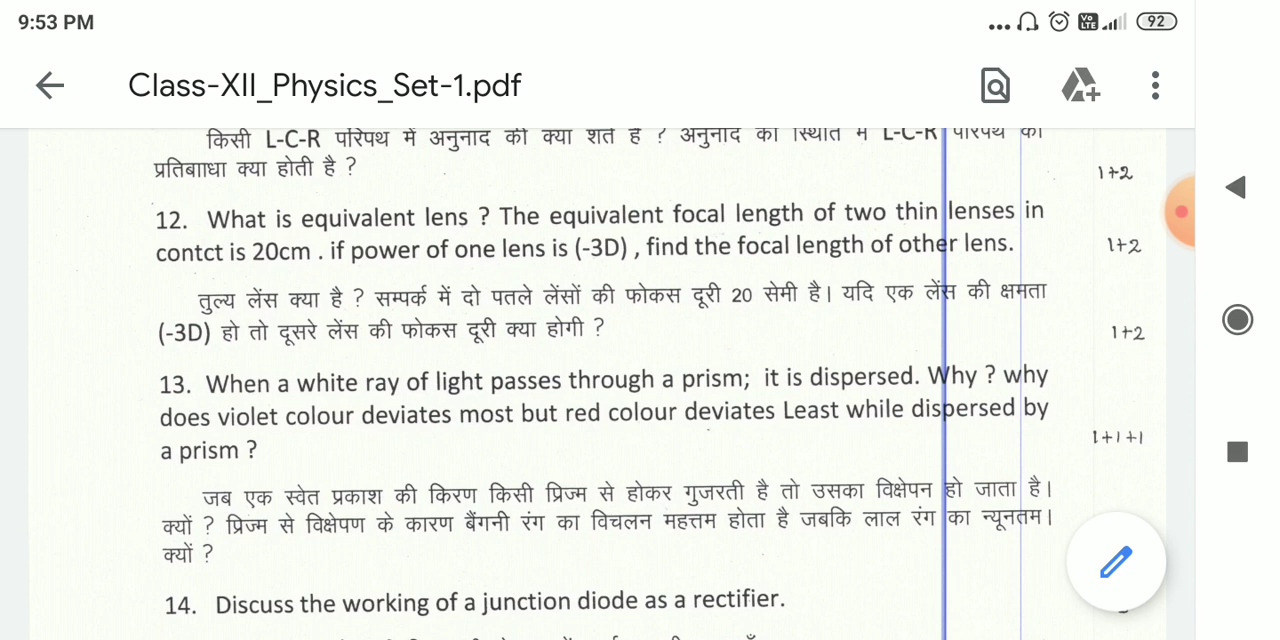 9:53 PM
92
Class-XII_Physics_Set-1.pdf
किसी L-C-R परिपथ में अनुनाद की क्या शर्त है ? अनुनाद की स्थिति में L-C-R परिपथ की
प्रतिबााधा क्या होती है ?
1+2
12. What is equivalent lens ? The equivalent focal length of two thin lenses in
contct is 20cm . if power of one lens is (-3D) , find the focal length of other lens.
1+2
तुल्य लेंस क्या है ? सम्पर्क में दो पतले लेंसों की फोकस दूरी 20 सेमी है। यदि एक लेंस की क्षमता
(-3D) हो तो दूसरे लेंस की फोकस दूरी क्या होगी ?
1+2
13. When a white ray of light passes through a prism; it is dispersed. Why ? why
does violet colour deviates most but red colour deviates Least while dispersed by
a prism ?
1+1+1
जब एक स्वेत प्रकाश की किरण किसी प्रिज्म से होकर गुजरती है तो उसका विक्षेपन हो जाता है।
क्यों ? प्रिज्म से विक्षेपण के कारण बैंगनी रंग का विचलन महत्तम होता है जबकि लाल रंग का न्यूनतम।
क्यों ?
14. Discuss the working of a junction diode as a rectifier.